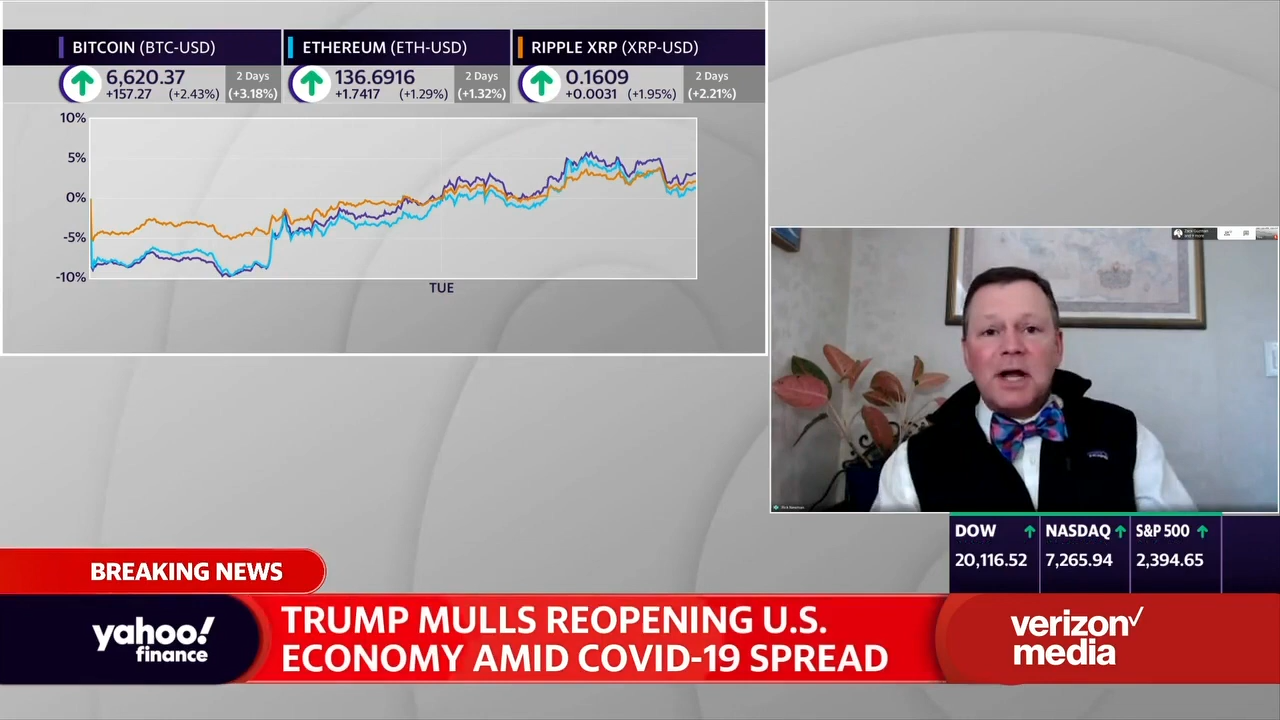 BITCOIN (BTC-USD)
6,620.37
+157.27 (+2.43%)
2 Days
(+3.18%)
ETHEREUM (ETH-USD)
136.6916
+1.7417 (+1.29%)
2 Days
(+1.32%)
RIPPLE XRP (XRP-USD)
0.1609
+0.0031 (+1.95%)
2 Days
(+2.21%)
10%
5%
0%
-5%
-10%
TUE
DOW
20,116.52
NASDAQ
7,265.94
S&P 500
2,394.65
BREAKING NEWS
yahoo!
finance
TRUMP MULLS REOPENING U.S.
ECONOMY AMID COVID-19 SPREAD
verizon
media